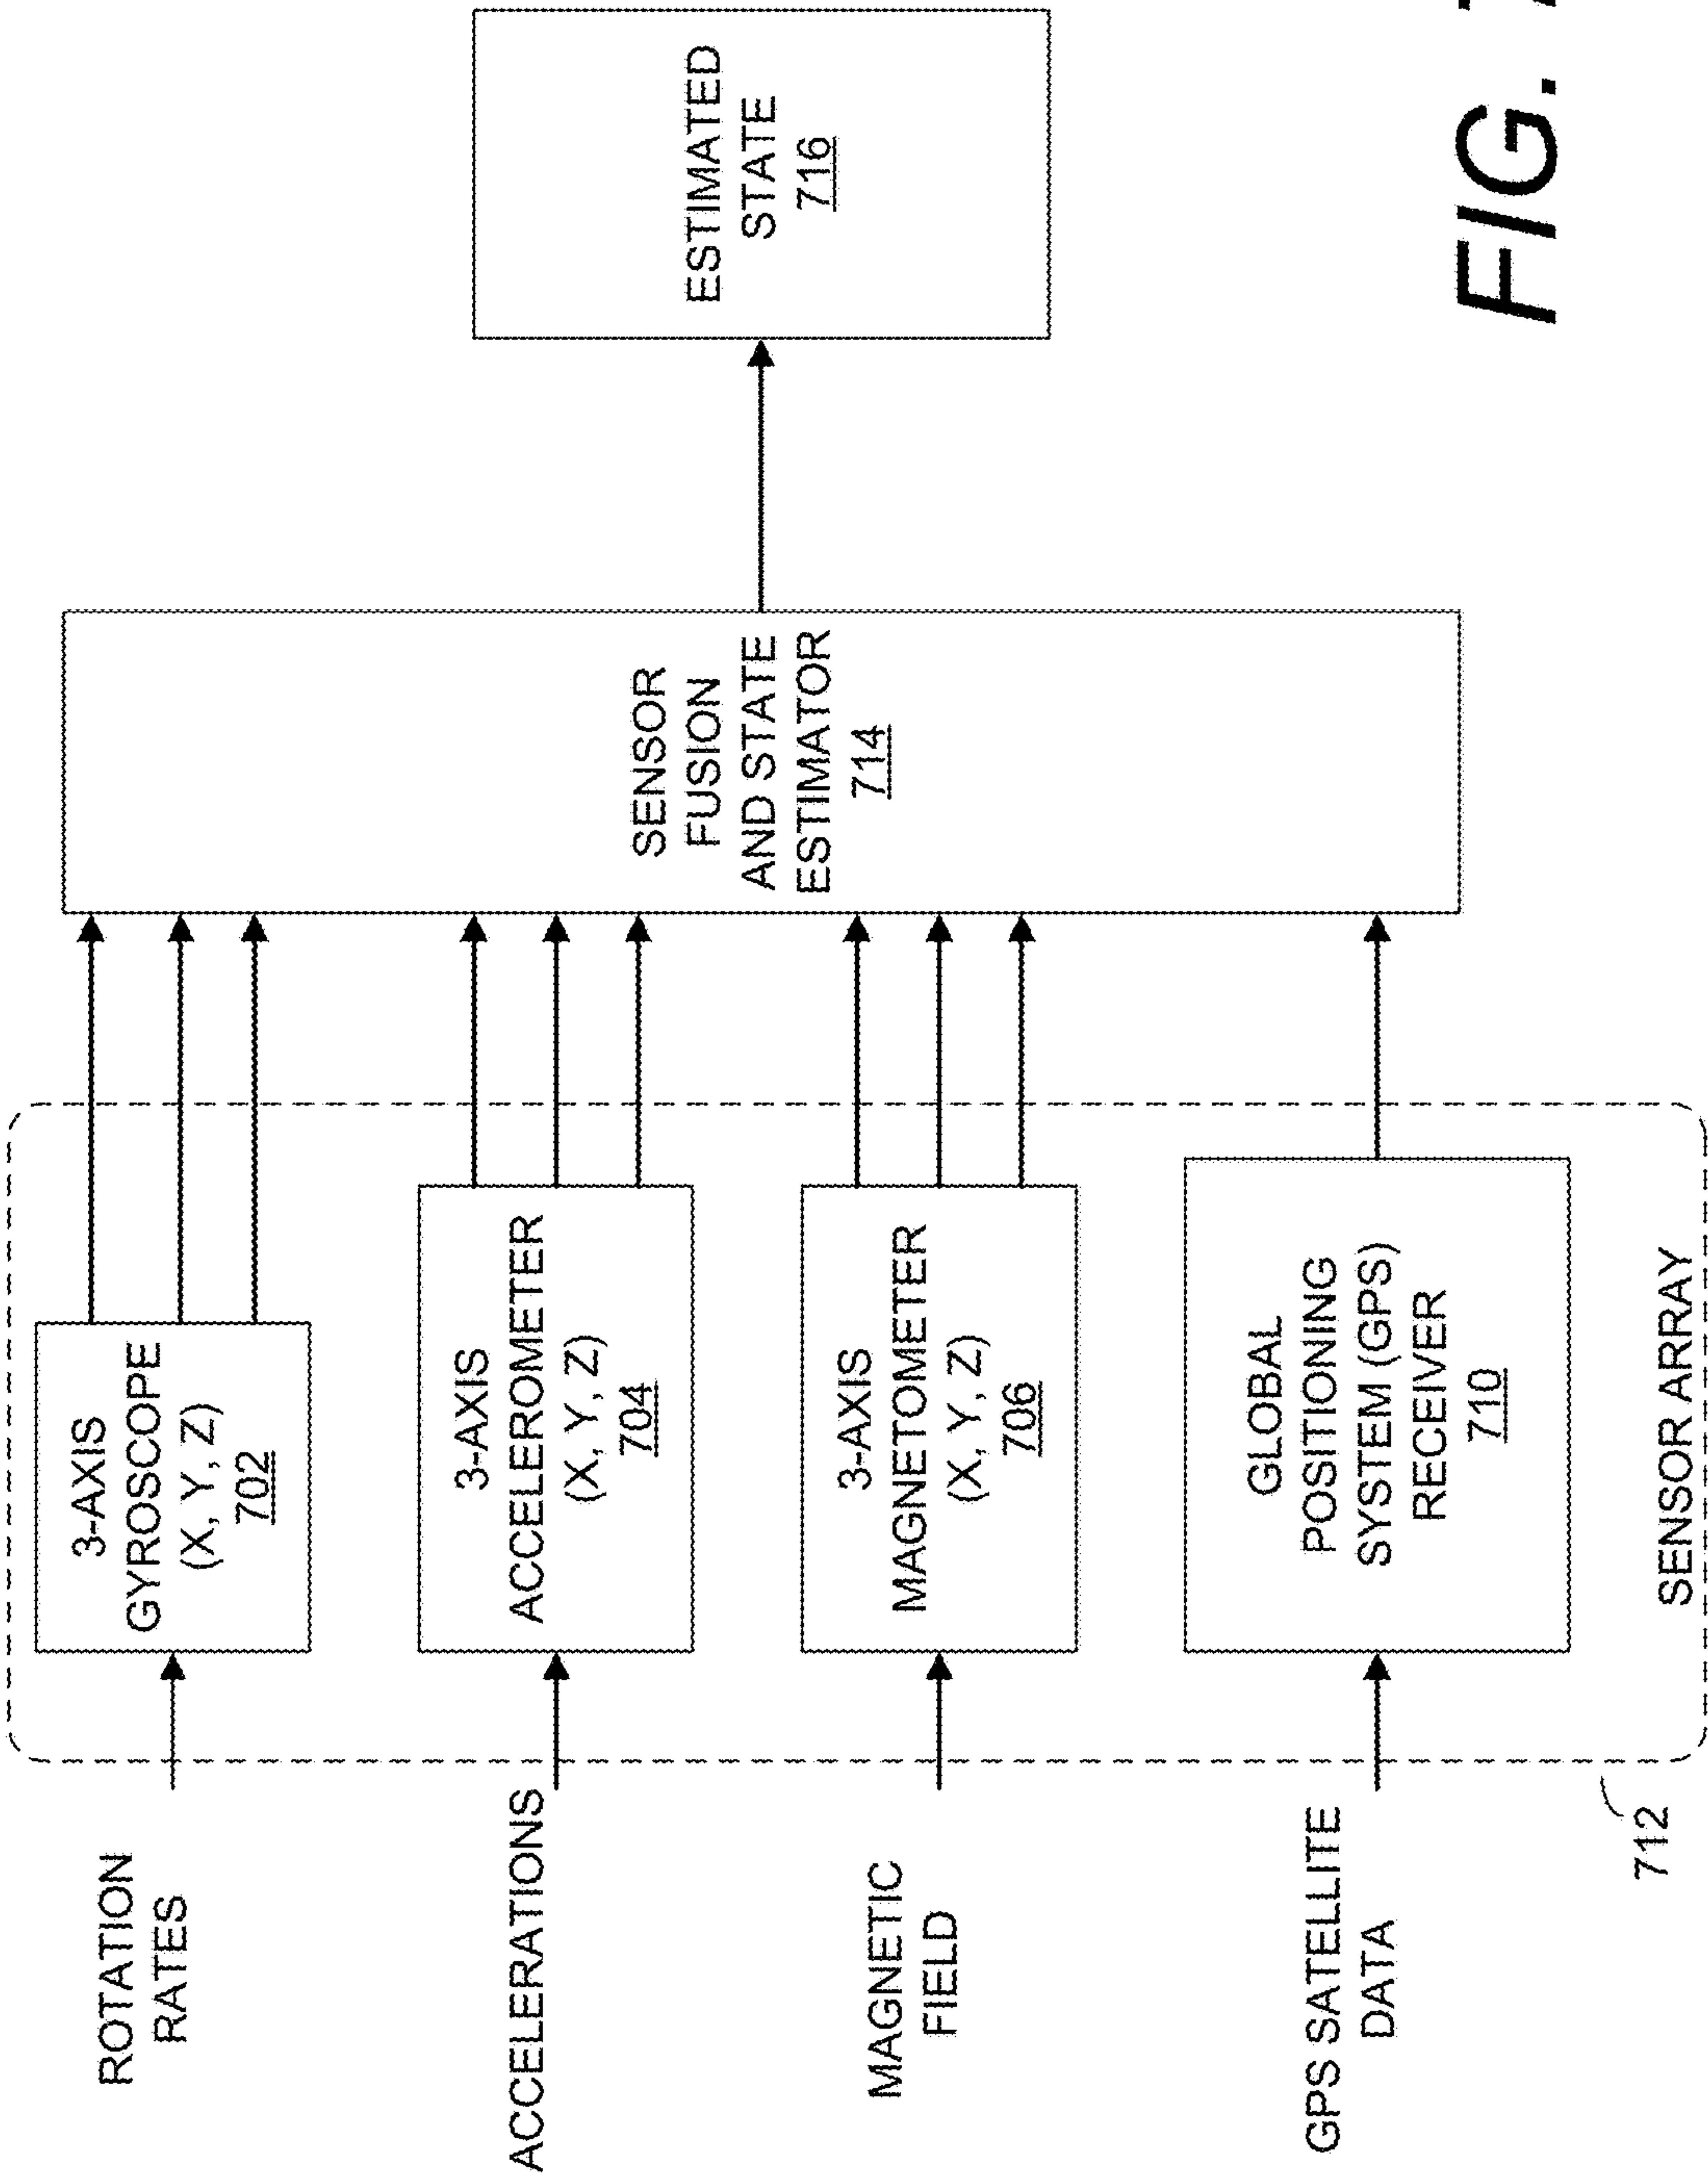 ROTATION
RATES
3-AXIS
GYROSCOPE
(X, Y, Z)
702
ACCELERATIONS
3-AXIS
ACCELEROMETER
(X, Y, Z)
704
MAGNETIC
FIELD
3-AXIS
MAGNETOMETER
(X, Y, Z)
706
GPS SATELLITE
DATA
GLOBAL
POSITIONING
SYSTEM (GPS)
RECEIVER
710
SENSOR ARRAY
712
SENSOR
FUSION
AND STATE
ESTIMATOR
714
ESTIMATED
STATE
716
FIG.